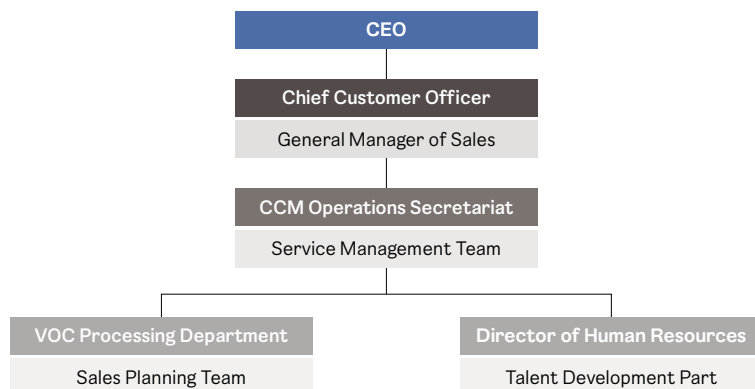 CEO
Chief Customer Officer
General Manager of Sales
CCM Operations Secretariat
Service Management Team
VOC Processing Department
Sales Planning Team
Director of Human Resources
Talent Development Part